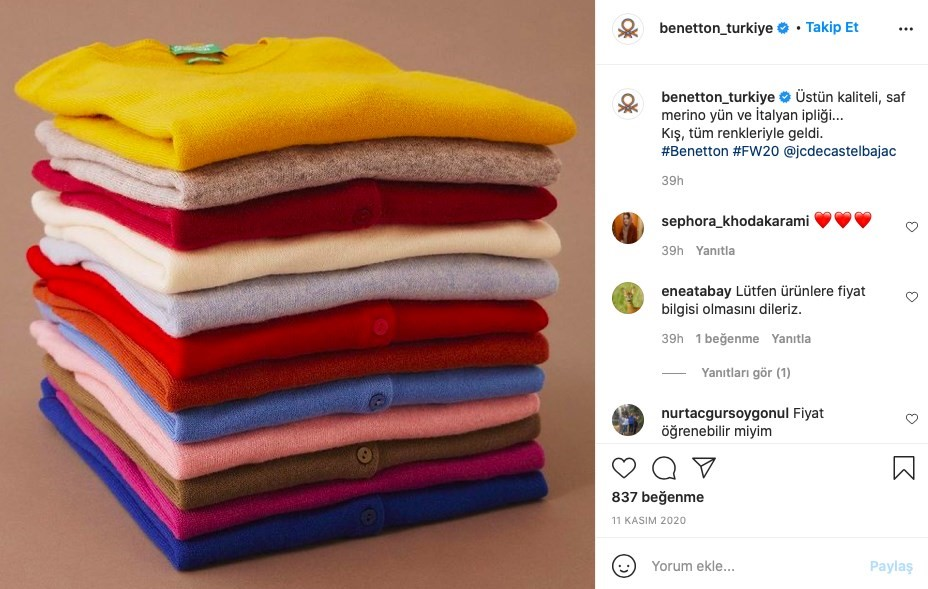 benetton_turkiye • Takip Et
benetton_turkiye Üstün kaliteli, saf
merino yün ve İtalyan ipliği...
Kış, tüm renkleriyle geldi.
#Benetton #FW20 @jcdecastelbajac
39h
sephora_khodakarami ❤️❤️❤️
39h Yanıtla
eneatabay Lütfen ürünlere fiyat
bilgisi olmasını dileriz.
39h 1 beğenme Yanıtla
Yanıtları gör (1)
nurtacgursoygonul Fiyat
öğrenebilir miyim
837 beğenme
11 KASIM 2020
Yorum ekle... Paylaş